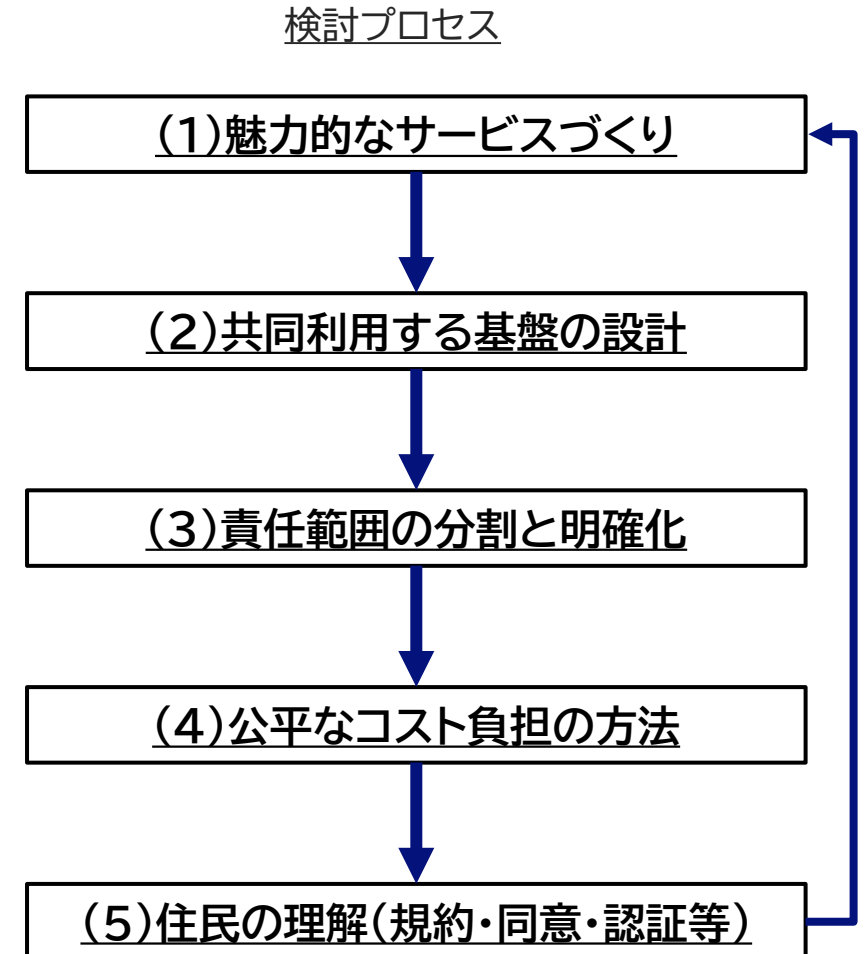 検討プロセス
(1)魅力的なサービスづくり
(2)共同利用する基盤の設計
(3)責任範囲の分割と明確化
(4)公平なコスト負担の方法
(5)住民の理解(規約・同意・認証等)